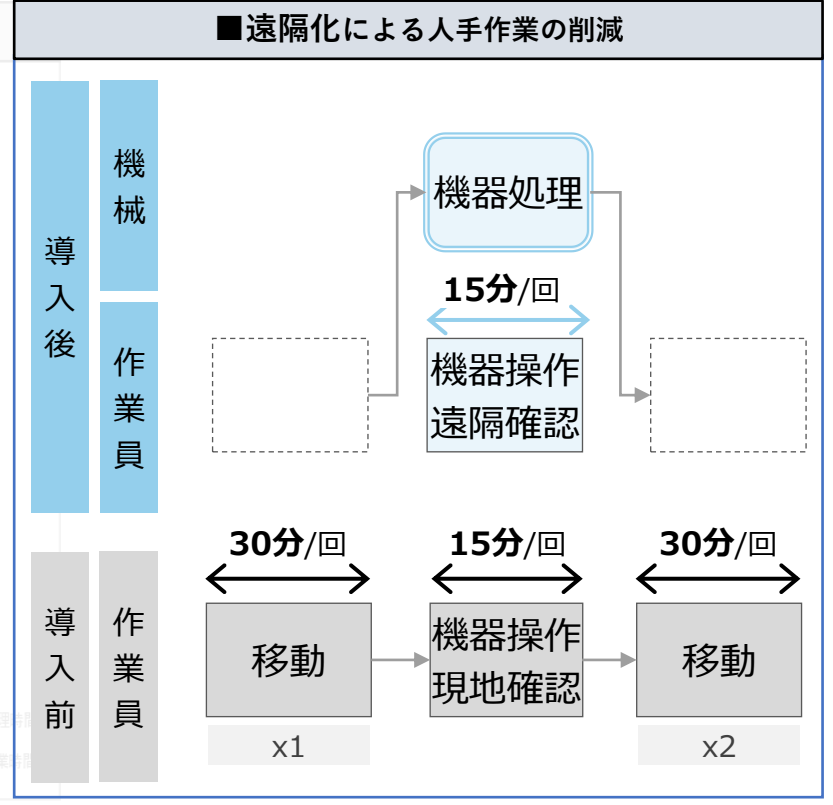 ■遠隔化による人手作業の削減
導入後
機械
機器処理
15分/回
作業員
機器操作
遠隔確認
30分/回
15分/回
30分/回
導入前
作業員
移動
機器操作
現地確認
移動
x1
x2